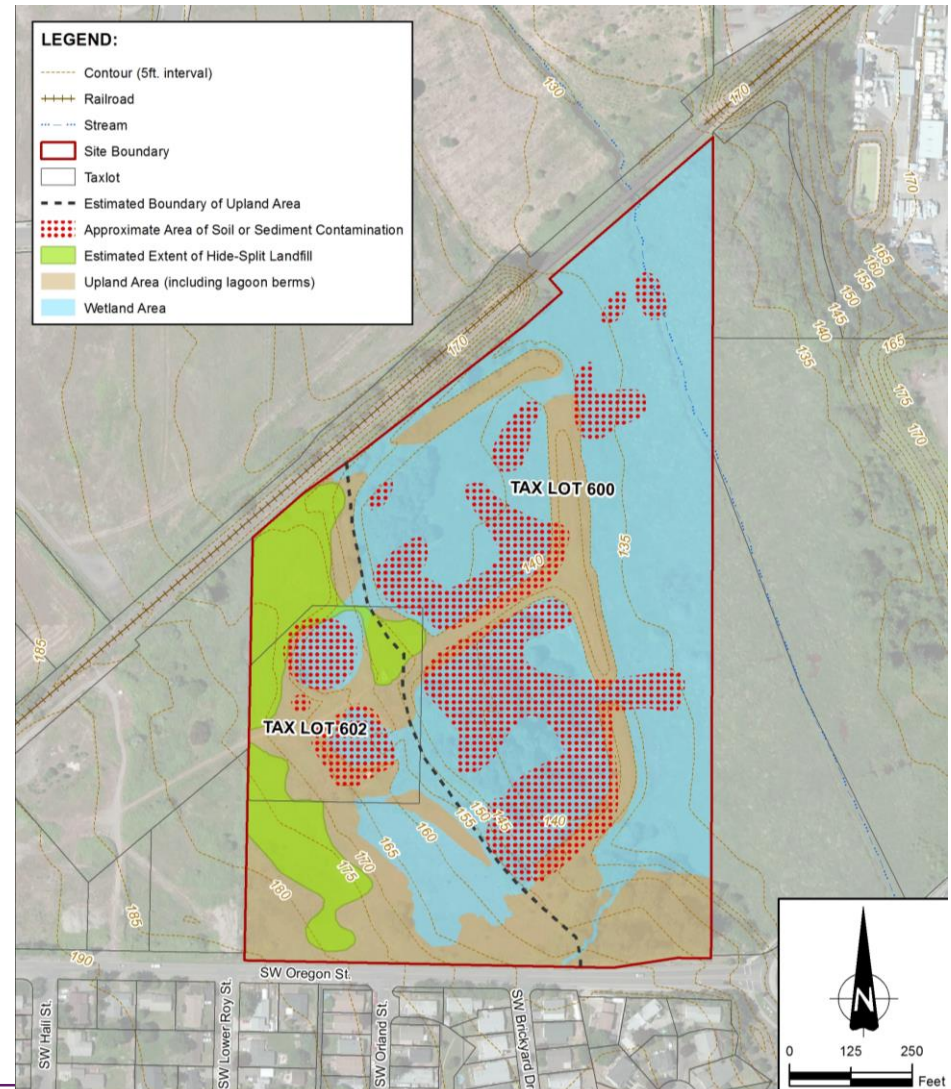 LEGEND:
Contour (5ft. interval)
Railroad
Stream
Site Boundary
Taxlot
Estimated Boundary of Upland Area
Approximate Area of Soil or Sediment Contamination
Estimated Extent of Hide-Split Landfill
Upland Area (including lagoon berms)
Wetland Area
130
170
170
165
160
155
150
145
140
135
165
175
170
170
TAX LOT 600
135
140
185
TAX LOT 602
150
145
155
140
160
165
170
175
180
185
190
SW Oregon St.
SW Hall St.
SW Lower Roy St.
SW Orland St.
SW Brickyard Dr.
N
0 125 250
Feet